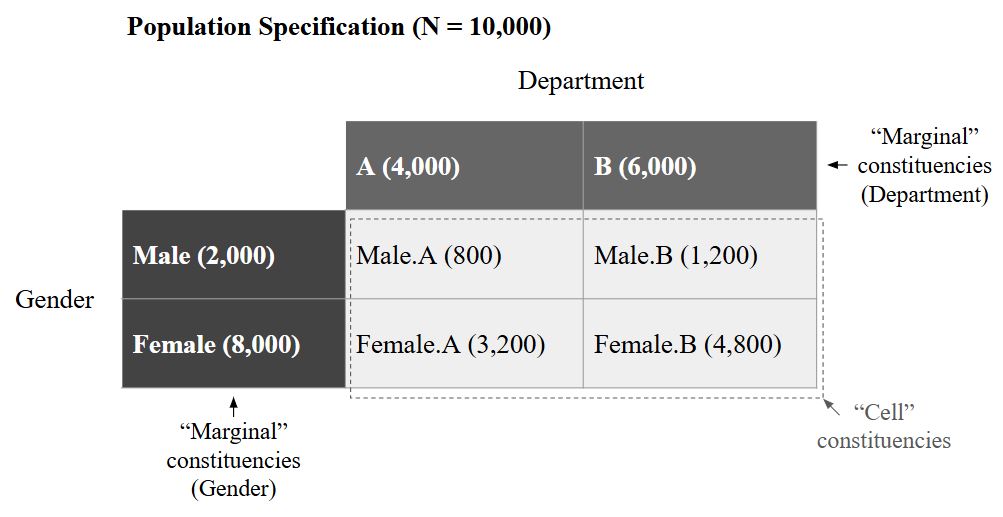 Population Specification (N = 10,000)
Department
A (4,000)
B (6,000)
“Marginal”
constituencies
(Department)
Male (2,000)
Male.A (800)
Male.B (1,200)
Gender
Female (8,000)
Female.A (3,200)
Female.B (4,800)
“Marginal”
constituencies
(Gender)
“Cell”
constituencies